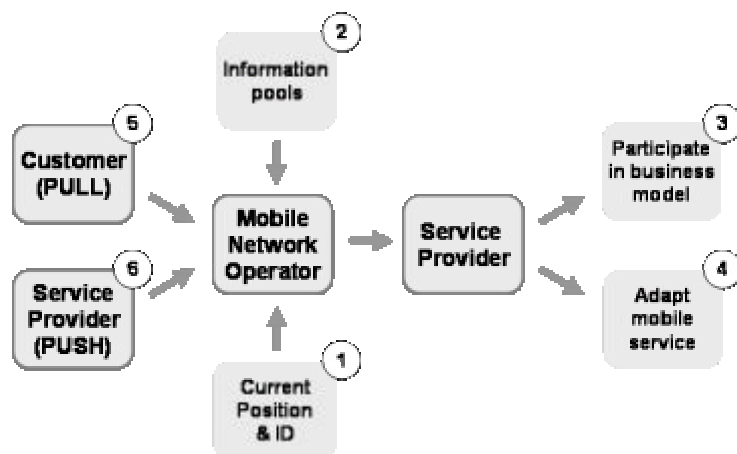 2
Information
pools
5
Customer
(PULL)
3
Participate
in business
model
Mobile
Network
Operator
Service
Provider
6
Service
Provider
(PUSH)
4
Adapt
mobile
service
1
Current
Position
& ID